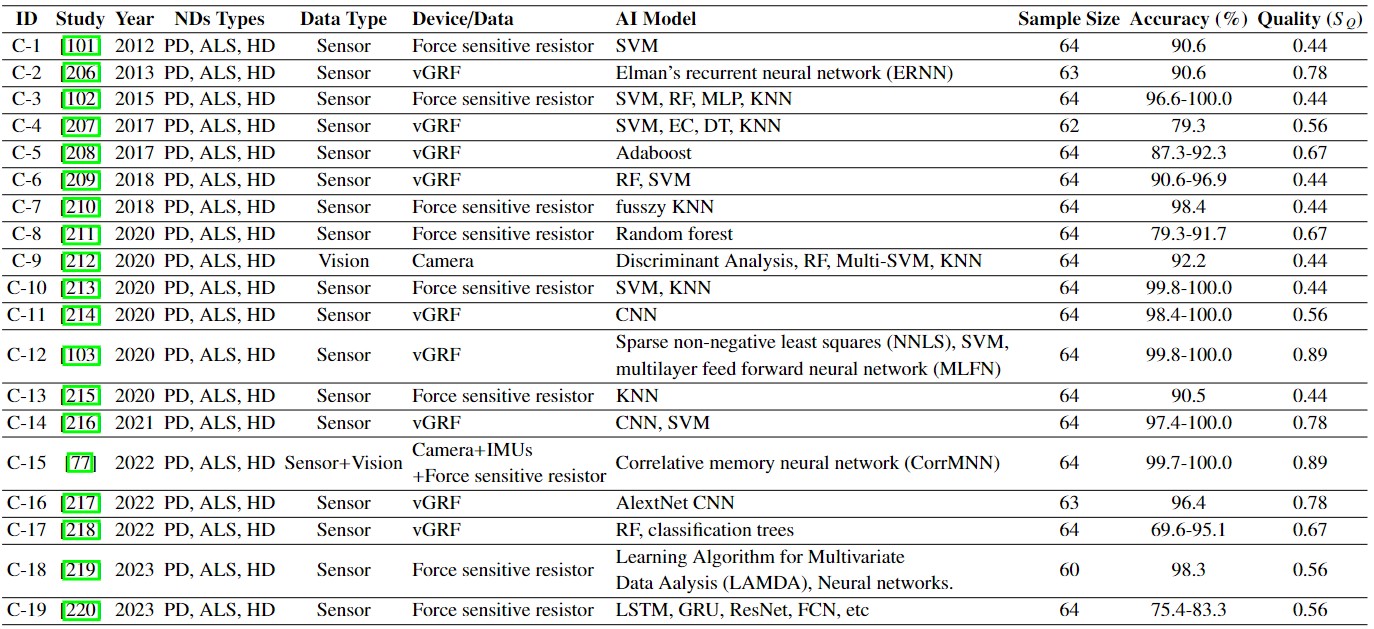 ID Study Year NDs Types Data Type Device/Data AI Model Sample Size Accuracy (%) Quality (S_Q)
C-1 [101] 2012 PD, ALS, HD Sensor Force sensitive resistor SVM 64 90.6 0.44
C-2 [206] 2013 PD, ALS, HD Sensor vGRF Elman's recurrent neural network (ERNN) 63 90.6 0.78
C-3 [102] 2015 PD, ALS, HD Sensor Force sensitive resistor SVM, RF, MLP, KNN 64 96.6-100.0 0.44
C-4 [207] 2017 PD, ALS, HD Sensor vGRF SVM, EC, DT, KNN 62 79.3 0.56
C-5 [208] 2017 PD, ALS, HD Sensor vGRF Adaboost 64 87.3-92.3 0.67
C-6 [209] 2018 PD, ALS, HD Sensor vGRF RF, SVM 64 90.6-96.9 0.44
C-7 [210] 2018 PD, ALS, HD Sensor Force sensitive resistor fusszy KNN 64 98.4 0.44
C-8 [211] 2020 PD, ALS, HD Sensor Force sensitive resistor Random forest 64 79.3-91.7 0.67
C-9 [212] 2020 PD, ALS, HD Vision Camera Discriminant Analysis, RF, Multi-SVM, KNN 64 92.2 0.44
C-10 [213] 2020 PD, ALS, HD Sensor Force sensitive resistor SVM, KNN 64 99.8-100.0 0.44
C-11 [214] 2020 PD, ALS, HD Sensor vGRF CNN 64 98.4-100.0 0.56
C-12 [103] 2020 PD, ALS, HD Sensor vGRF Sparse non-negative least squares (NNLS), SVM,
multilayer feed forward neural network (MLFN) 64 99.8-100.0 0.89
C-13 [215] 2020 PD, ALS, HD Sensor Force sensitive resistor KNN 64 90.5 0.44
C-14 [216] 2021 PD, ALS, HD Sensor vGRF CNN, SVM 64 97.4-100.0 0.78
C-15 [77] 2022 PD, ALS, HD Sensor+Vision Camera+IMUs
+Force sensitive resistor Correlative memory neural network (CorrMNN) 64 99.7-100.0 0.89
C-16 [217] 2022 PD, ALS, HD Sensor vGRF AlextNet CNN 63 96.4 0.78
C-17 [218] 2022 PD, ALS, HD Sensor vGRF RF, classification trees 64 69.6-95.1 0.67
C-18 [219] 2023 PD, ALS, HD Sensor Force sensitive resistor Learning Algorithm for Multivariate
Data Aalysis (LAMDA), Neural networks. 60 98.3 0.56
C-19 [220] 2023 PD, ALS, HD Sensor Force sensitive resistor LSTM, GRU, ResNet, FCN, etc 64 75.4-83.3 0.56